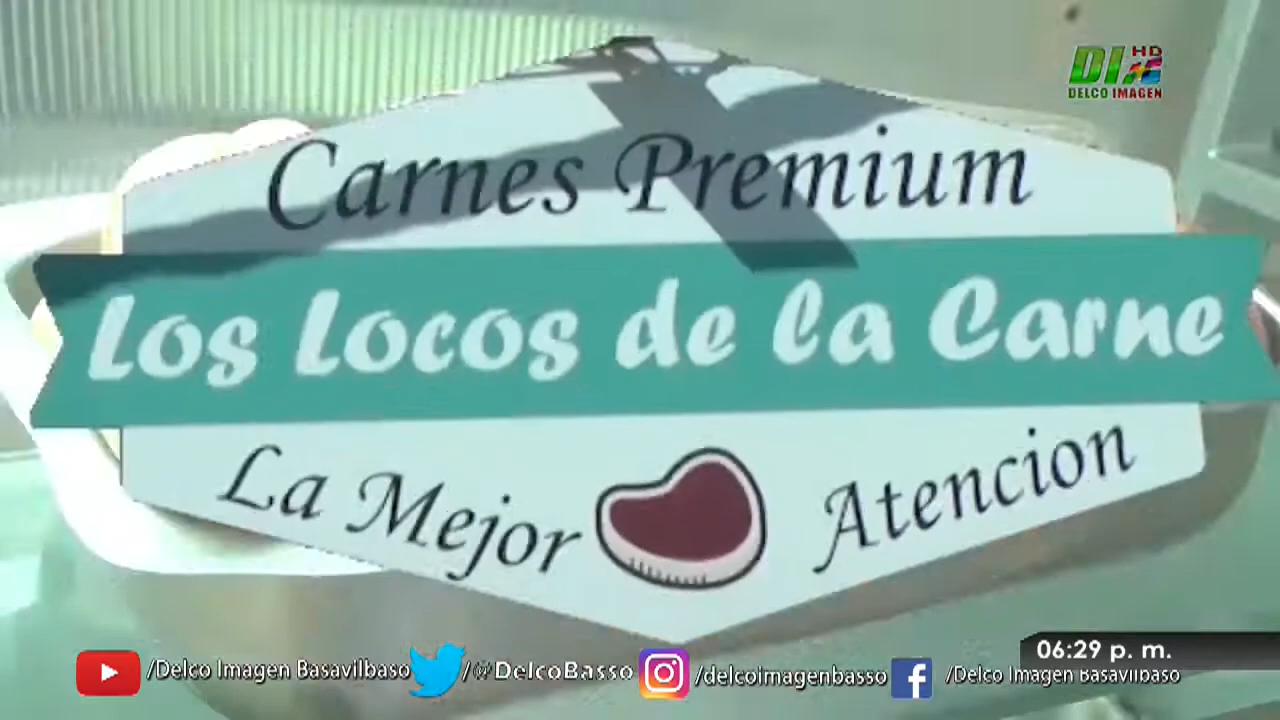 DI HD
DELCO IMAGEN
Carnes Premium
Los Locos de la Carne
La Mejor Atencion
06:29 p. m.
/Delco Imagen Basavilbaso /@DelcoBasso /delcoimagenbasso /Delco Imagen Basavilbaso